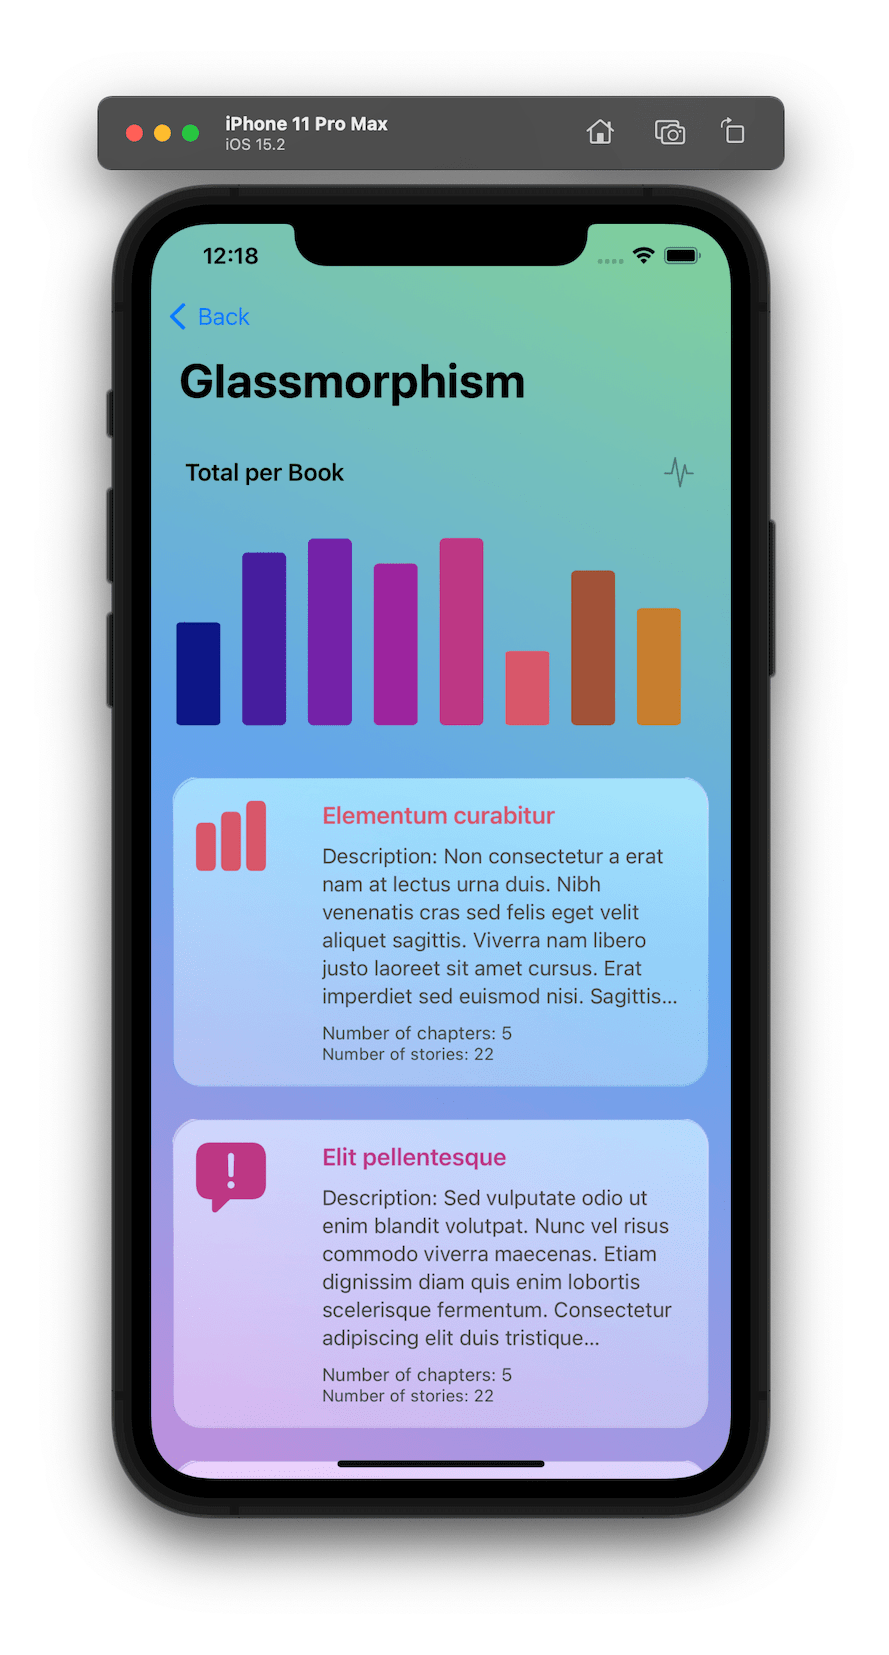 iPhone 11 Pro Max
iOS 15.2
12:18
Back
Glassmorphism
Total per Book
Elementum curabitur
Description: Non consectetur a erat
nam at lectus urna duis. Nibh
venenatis cras sed felis eget velit
aliquet sagittis. Viverra nam libero
justo laoreet sit amet cursus. Erat
imperdiet sed euismod nisi. Sagittis...
Number of chapters: 5
Number of stories: 22
Elit pellentesque
Description: Sed vulputate odio ut
enim blandit volutpat. Nunc vel risus
commodo viverra maecenas. Etiam
dignissim diam quis enim lobortis
scelerisque fermentum. Consectetur
adipiscing elit duis tristique...
Number of chapters: 5
Number of stories: 22